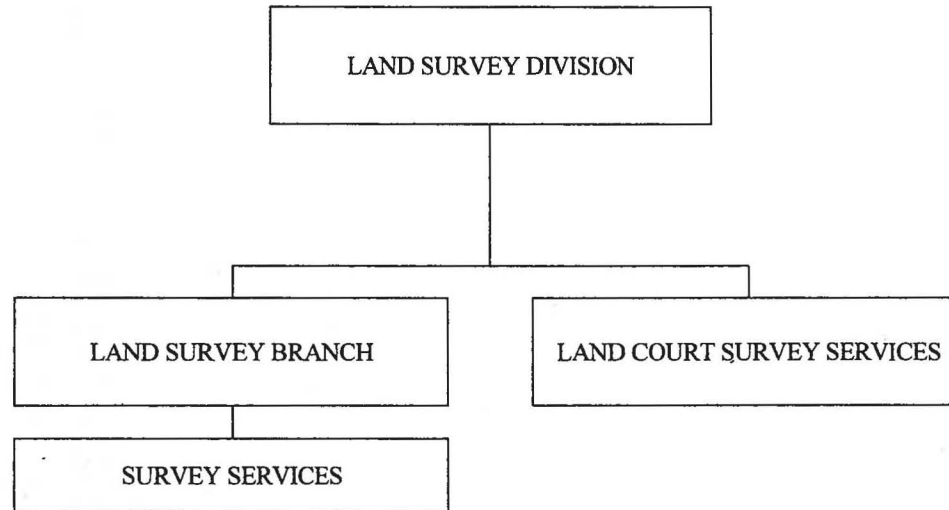 LAND SURVEY DIVISION
LAND SURVEY BRANCH
LAND COURT SURVEY SERVICES
SURVEY SERVICES